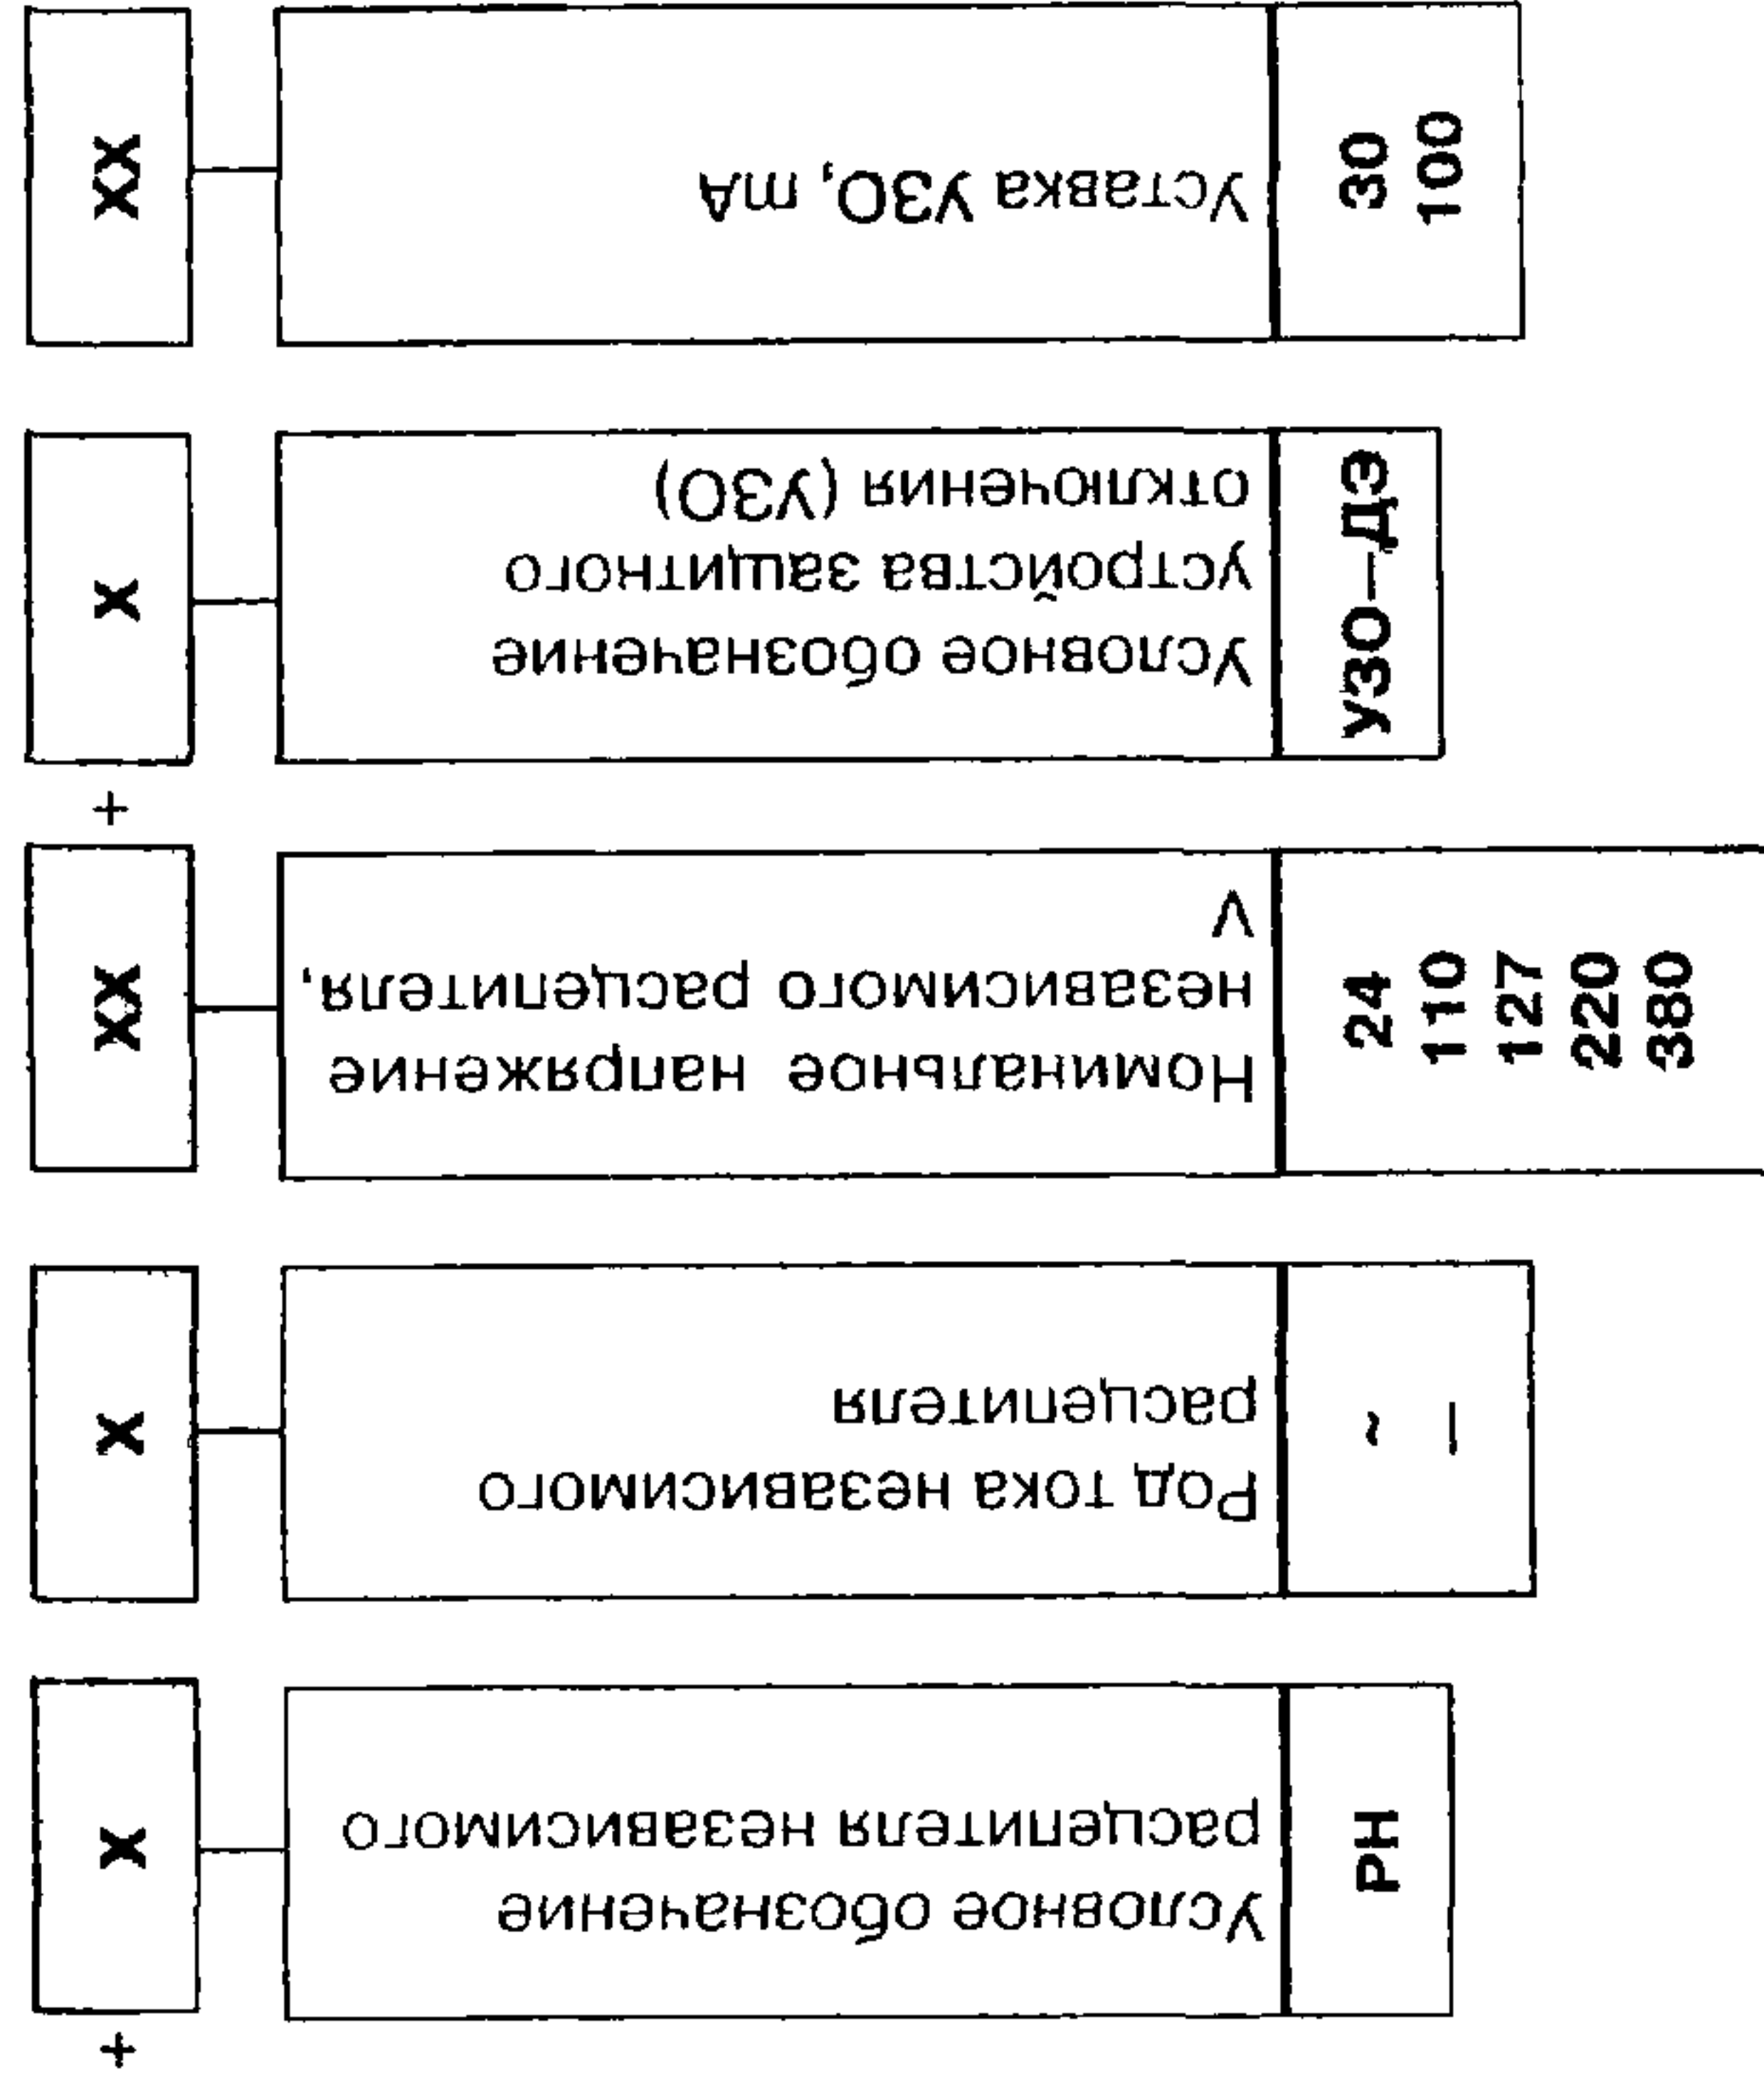 +
X
Условное обозначение
расцепителя независимого
РН
X
Род тока независимого
расцепителя
~
–
XX
Номинальное напряжение
независимого расцепителя,
V
24
110
127
220
380
+
X
Условное обозначение
устройства защитного
отключения (УЗО)
УЗО–ДЭ
XX
Уставка УЗО, mA
30
100